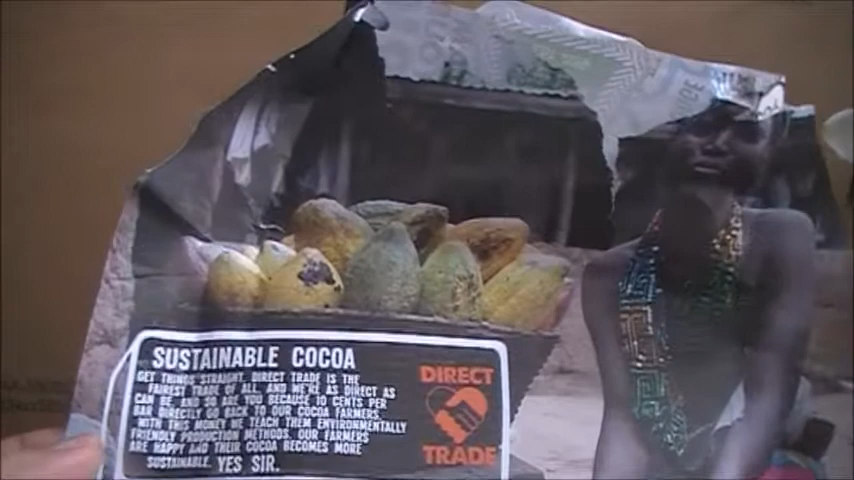 SUSTAINABLE COCOA
GET THINGS STRAIGHT. DIRECT TRADE IS THE
FAIREST TRADE OF ALL, AND WE'RE AS DIRECT AS
CAN BE. AND SO ARE YOU BECAUSE 10 CENTS PER
BAR DIRECTLY GO BACK TO OUR COCOA FARMERS.
WITH THIS MONEY WE TEACH THEM ENVIRONMENTALLY
FRIENDLY PRODUCTION METHODS. OUR FARMERS
ARE HAPPY AND THEIR COCOA BECOMES MORE
SUSTAINABLE. YES SIR.
DIRECT
TRADE